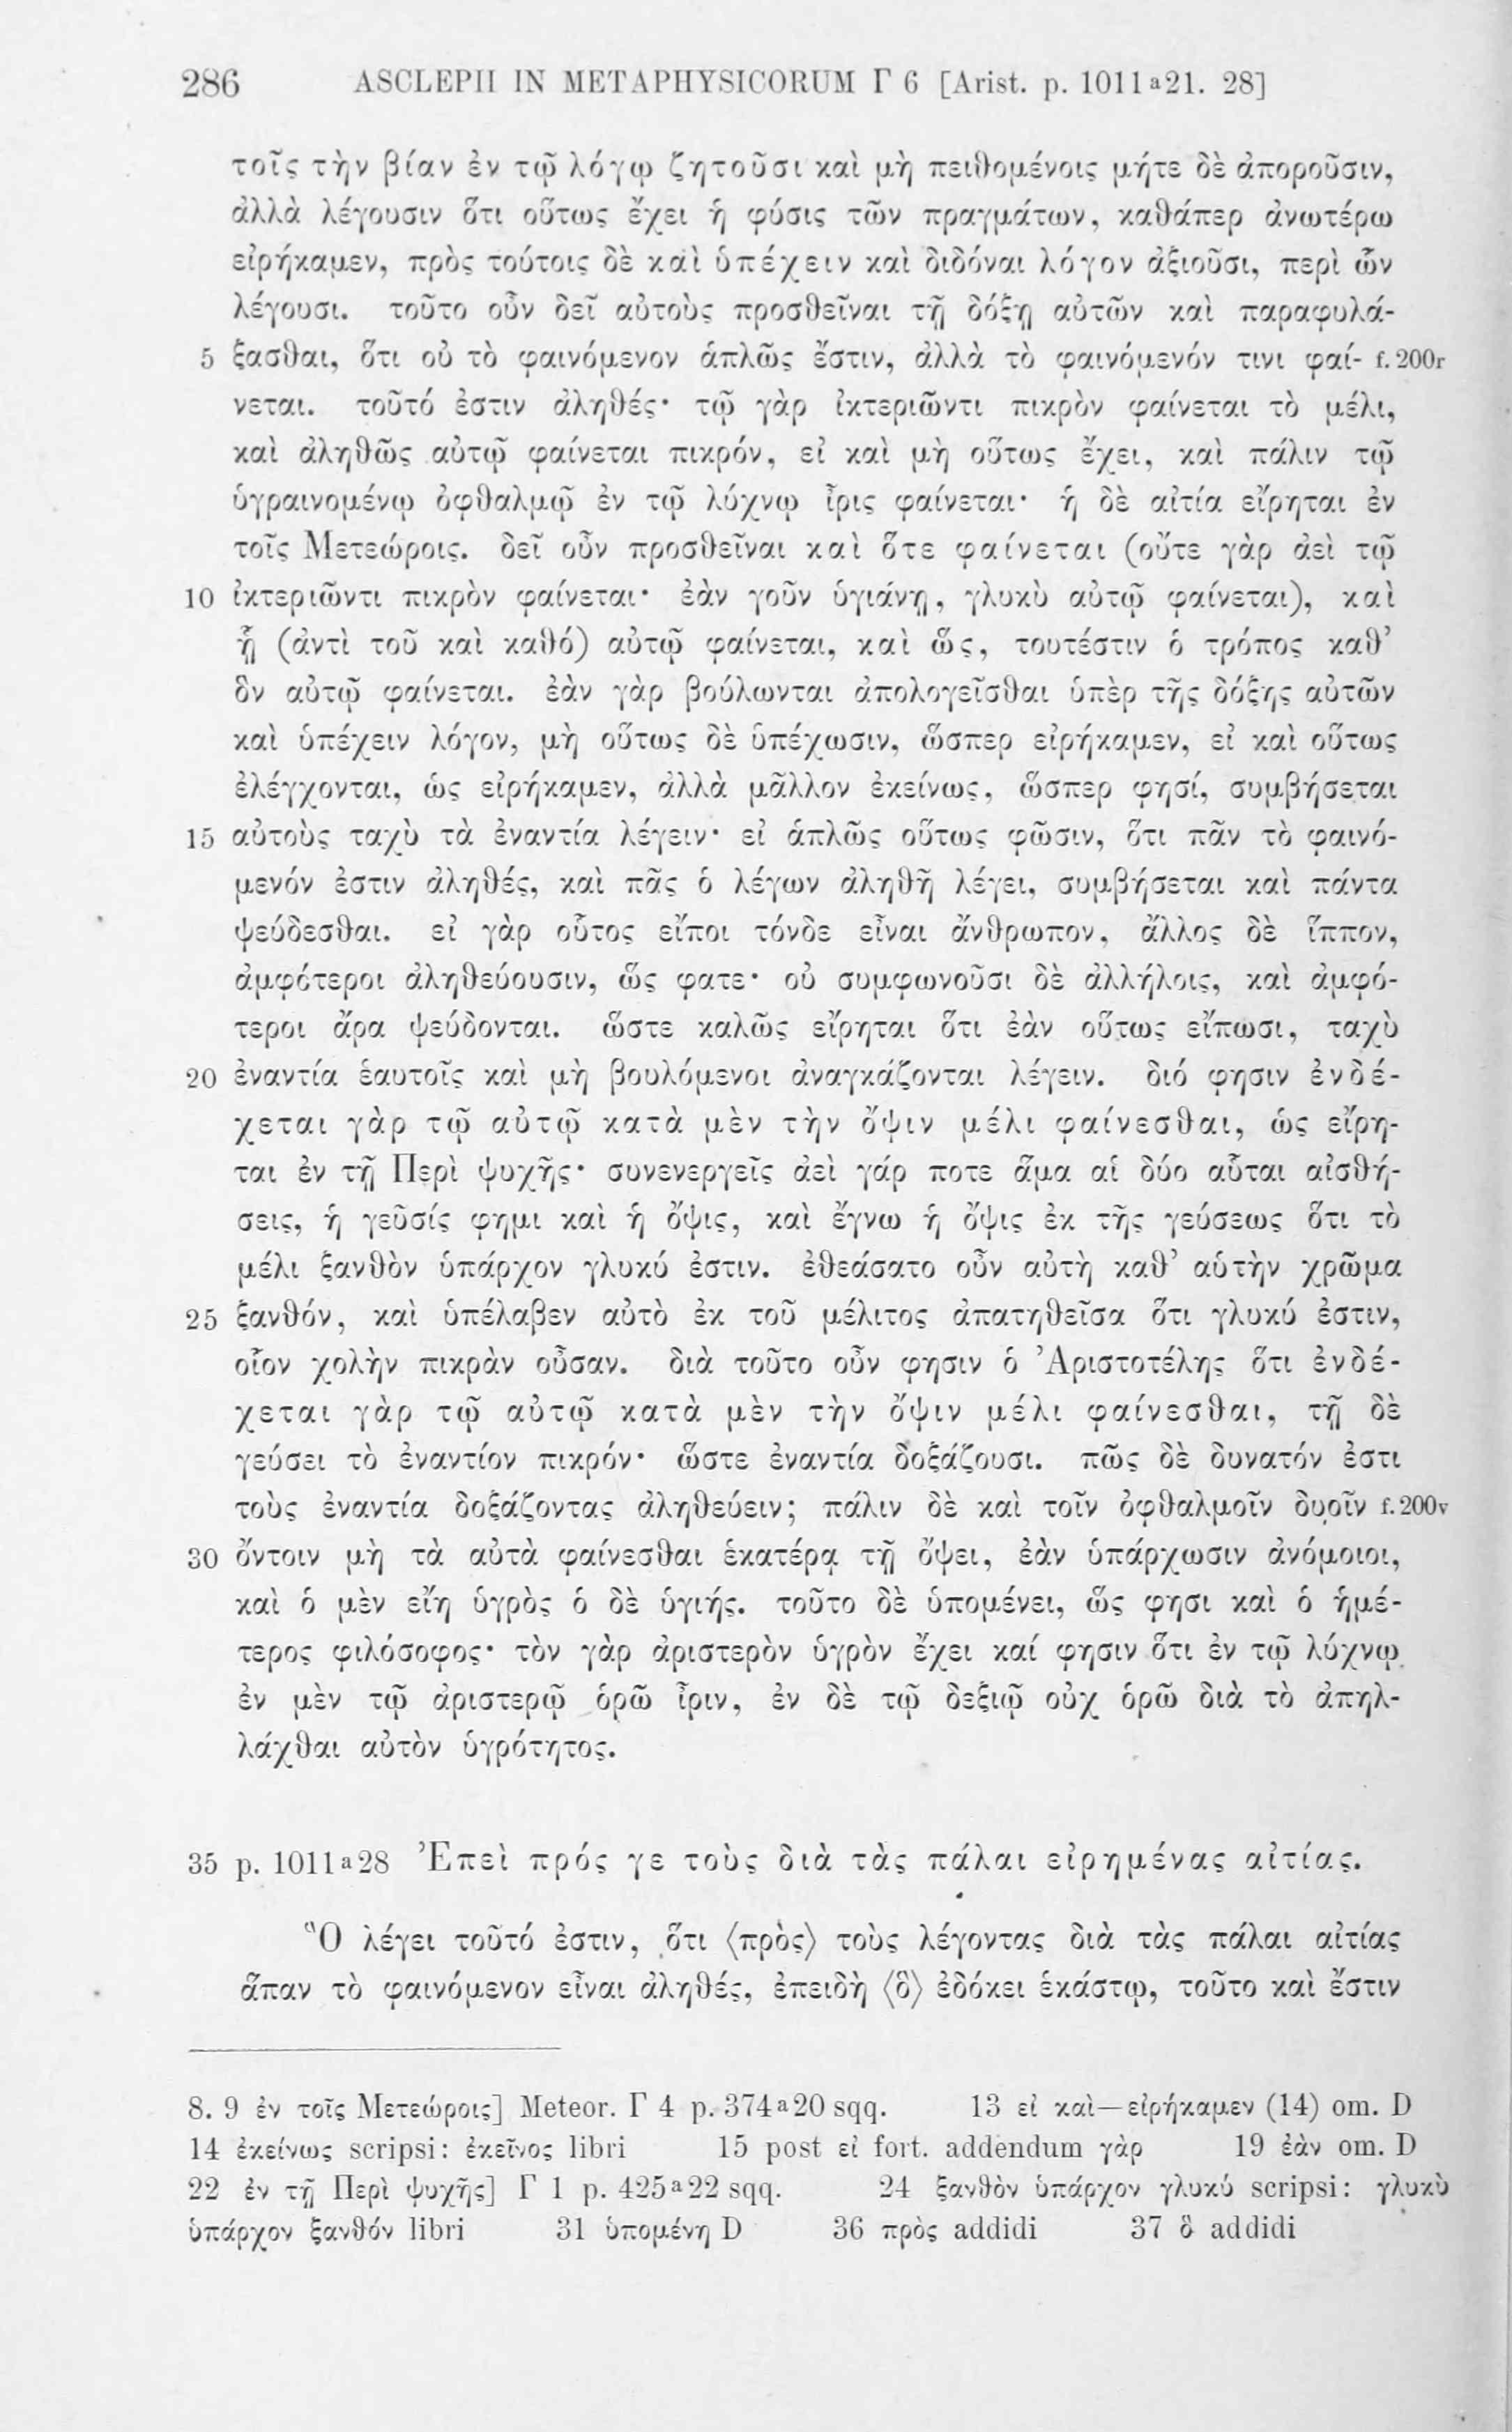 286 ASCLEPII IN METAPHYSICORUM Γ 6 [Arist. p. 1011a21. 28]
τοῖς τὴν βίαν ἐν τῷ λόγῳ ζητοῦσι καὶ μὴ πειθομένοις μήτε δὲ ἀποροῦσιν,
ἀλλὰ λέγουσιν ὅτι οὕτως ἔχει ἡ φύσις τῶν πραγμάτων, καθάπερ ἀνωτέρω
εἰρήκαμεν, πρὸς τούτοις δὲ καὶ ὑπέχειν καὶ διδόναι λόγον ἀξιοῦσι, περὶ ὧν
λέγουσι. τοῦτο οὖν δεῖ αὐτοὺς προσθεῖναι τῇ δόξῃ αὐτῶν καὶ παραφυλά-
5 ξασθαι, ὅτι οὐ τὸ φαινόμενον ἁπλῶς ἔστιν, ἀλλὰ τὸ φαινόμενόν τινι φαί- f. 200r
νεται. τοῦτό ἐστιν ἀληθές· τῷ γὰρ ἰκτεριῶντι πικρὸν φαίνεται τὸ μέλι,
καὶ ἀληθῶς αὐτῷ φαίνεται πικρόν, εἰ καὶ μὴ οὕτως ἔχει, καὶ πάλιν τῷ
ὑγραινομένῳ ὀφθαλμῷ ἐν τῷ λύχνῳ ἶρις φαίνεται· ἡ δὲ αἰτία εἴρηται ἐν
τοῖς Μετεώροις. δεῖ οὖν προσθεῖναι καὶ ὅτε φαίνεται (οὔτε γὰρ ἀεὶ τῷ
10 ἰκτεριῶντι πικρὸν φαίνεται· ἐὰν γοῦν ὑγιάνῃ, γλυκὺ αὐτῷ φαίνεται), καὶ
ᾗ (ἀντὶ τοῦ καὶ καθό) αὐτῷ φαίνεται, καὶ ὥς, τουτέστιν ὁ τρόπος καθ’
ὃν αὐτῷ φαίνεται. ἐὰν γὰρ βούλωνται ἀπολογεῖσθαι ὑπὲρ τῆς δόξης αὐτῶν
καὶ ὑπέχειν λόγον, μὴ οὕτως δὲ ὑπέχωσιν, ὥσπερ εἰρήκαμεν, εἰ καὶ οὕτως
ἐλέγχονται, ὡς εἰρήκαμεν, ἀλλὰ μᾶλλον ἐκείνως, ὥσπερ φησί, συμβήσεται
15 αὐτοὺς ταχὺ τὰ ἐναντία λέγειν· εἰ ἁπλῶς οὕτως φῶσιν, ὅτι πᾶν τὸ φαινό-
μενόν ἐστιν ἀληθές, καὶ πᾶς ὁ λέγων ἀληθῆ λέγει, συμβήσεται καὶ πάντα
ψεύδεσθαι. εἰ γὰρ οὗτος εἴποι τόνδε εἶναι ἄνθρωπον, ἄλλος δὲ ἵππον,
ἀμφότεροι ἀληθεύουσιν, ὥς φατε· οὐ συμφωνοῦσι δὲ ἀλλήλοις, καὶ ἀμφό-
τεροι ἄρα ψεύδονται. ὥστε καλῶς εἴρηται ὅτι ἐὰν οὕτως εἴπωσι, ταχὺ
20 ἐναντία ἑαυτοῖς καὶ μὴ βουλόμενοι ἀναγκάζονται λέγειν. διό φησιν ἐνδέ-
χεται γὰρ τῷ αὐτῷ κατὰ μὲν τὴν ὄψιν μέλι φαίνεσθαι, ὡς εἴρη-
ται ἐν τῇ Περὶ ψυχῆς· συνενεργεῖς ἀεὶ γάρ ποτε ἅμα αἱ δύο αὗται αἰσθή-
σεις, ἡ γεῦσίς φημι καὶ ἡ ὄψις, καὶ ἔγνω ἡ ὄψις ἐκ τῆς γεύσεως ὅτι τὸ
μέλι ξανθὸν ὑπάρχον γλυκύ ἐστιν. ἐθεάσατο οὖν αὐτὴ καθ’ αὑτὴν χρῶμα
25 ξανθόν, καὶ ὑπέλαβεν αὐτὸ ἐκ τοῦ μέλιτος ἀπατηθεῖσα ὅτι γλυκύ ἐστιν,
οἷον χολὴν πικρὰν οὖσαν. διὰ τοῦτο οὖν φησιν ὁ Ἀριστοτέλης ὅτι ἐνδέ-
χεται γὰρ τῷ αὐτῷ κατὰ μὲν τὴν ὄψιν μέλι φαίνεσθαι, τῇ δὲ
γεύσει τὸ ἐναντίον πικρόν· ὥστε ἐναντία δοξάζουσι. πῶς δὲ δυνατόν ἐστι
τοὺς ἐναντία δοξάζοντας ἀληθεύειν; πάλιν δὲ καὶ τοῖν ὀφθαλμοῖν δυοῖν f. 200v
30 ὄντοιν μὴ τὰ αὐτὰ φαίνεσθαι ἑκατέρᾳ τῇ ὄψει, ἐὰν ὑπάρχωσιν ἀνόμοιοι,
καὶ ὁ μὲν εἴη ὑγρὸς ὁ δὲ ὑγιής. τοῦτο δὲ ὑπομένει, ὥς φησι καὶ ὁ ἡμέ-
τερος φιλόσοφος· τὸν γὰρ ἀριστερὸν ὑγρὸν ἔχει καί φησιν ὅτι ἐν τῷ λύχνῳ
ἐν μὲν τῷ ἀριστερῷ ὁρῶ ἶριν, ἐν δὲ τῷ δεξιῷ οὐχ ὁρῶ διὰ τὸ ἀπηλ-
λάχθαι αὐτὸν ὑγρότητος.
35 p. 1011a28 Ἐπεὶ πρός γε τοὺς διὰ τὰς πάλαι εἰρημένας αἰτίας.
Ὃ λέγει τοῦτό ἐστιν, ὅτι ⟨πρὸς⟩ τοὺς λέγοντας διὰ τὰς πάλαι αἰτίας
ἅπαν τὸ φαινόμενον εἶναι ἀληθές, ἐπειδὴ ⟨ὃ⟩ ἐδόκει ἑκάστῳ, τοῦτο καὶ ἔστιν
8. 9 ἐν τοῖς Μετεώροις] Meteor. Γ 4 p. 374a20 sqq. 13 εἰ καὶ—εἰρήκαμεν (14) om. D
14 ἐκείνως scripsi: ἐκεῖνος libri 15 post εἰ fort. addendum γὰρ 19 ἐὰν om. D
22 ἐν τῇ Περὶ ψυχῆς] Γ 1 p. 425a22 sqq. 24 ξανθὸν ὑπάρχον γλυκύ scripsi: γλυκὺ
ὑπάρχον ξανθόν libri 31 ὑπομένῃ D 36 πρὸς addidi 37 ὃ addidi